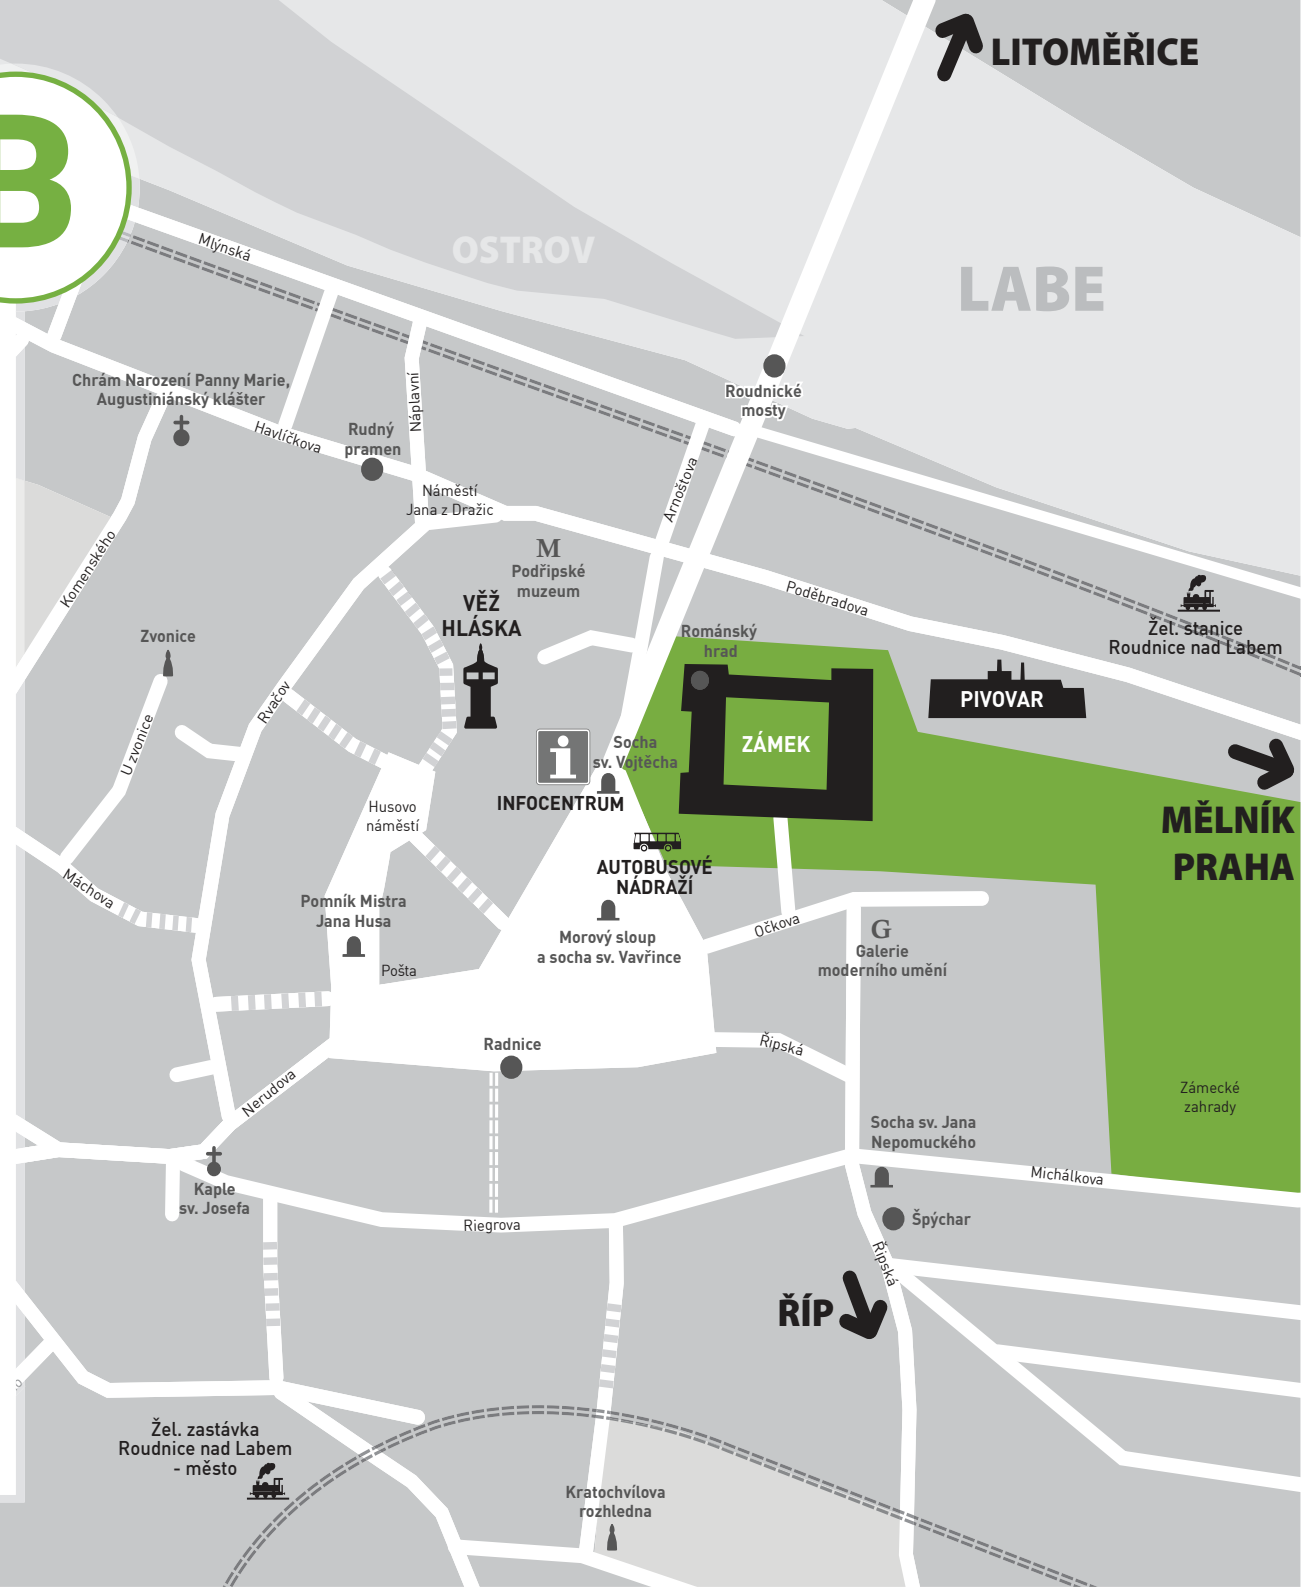 LITOMĚŘICE
B
Mlýnská
OSTROV
LABE
Chrám Narození Panny Marie,
Augustiniánský klášter
Náplavní
Roudnické
mosty
Havlíčkova
Rudný
pramen
Náměstí
Jana z Dražic
Arnoštova
Komenského
M
Podřipské
muzeum
VĚŽ
HLÁSKA
Poděbradova
Žel. stanice
Roudnice nad Labem
Zvonice
Románský
hrad
Rvačov
PIVOVAR
U zvonice
ZÁMEK
Socha
sv. Vojtěcha
i
INFOCENTRUM
Husovo
náměstí
MĚLNÍK
PRAHA
AUTOBUSOVÉ
NÁDRAŽÍ
Máchova
Pomník Mistra
Jana Husa
Očkova
Morový sloup
a socha sv. Vavřince
G
Galerie
moderního umění
Pošta
Radnice
Řipská
Nerudova
Zámecké
zahrady
Socha sv. Jana
Nepomuckého
Michálkova
Kaple
sv. Josefa
Riegrova
Špýchar
Řipská
ŘÍP
Žel. zastávka
Roudnice nad Labem
- město
Kratochvílova
rozhledna